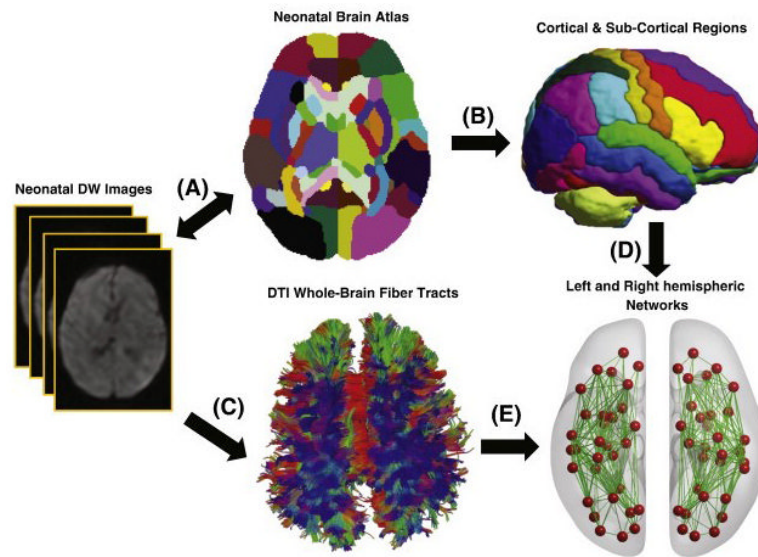 Neonatal Brain Atlas
Cortical & Sub-Cortical Regions
(B)
Neonatal DW Images
(A)
(D)
DTI Whole-Brain Fiber Tracts
Left and Right hemispheric
Networks
(C)
(E)